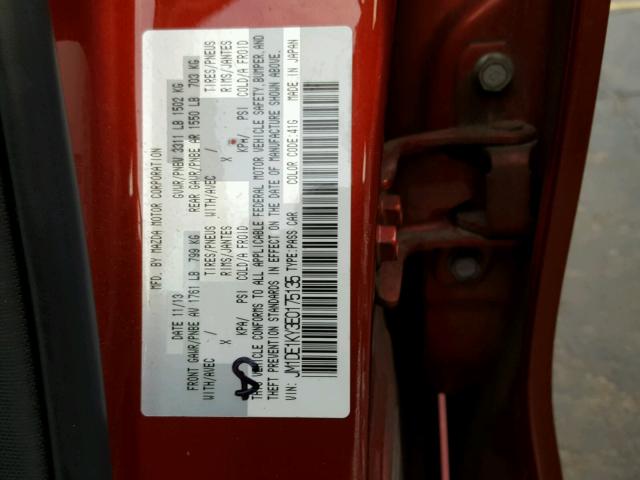 MFD. BY MAZDA MOTOR CORPORATION
DATE 11/13 GVWR/PNBV 3311 LB 1502 KG
FRONT GAWR/PNBE AV 1761 LB 799 KG REAR GAWR/PNBE AR 1550 LB 703 KG
WITH/AVEC TIRES/PNEUS WITH/AVEC TIRES/PNEUS
X RIMS/JANTES X RIMS/JANTES
KPA/ PSI COLD/A FROID KPA/ PSI COLD/A FROID
THIS VEHICLE CONFORMS TO ALL APPLICABLE FEDERAL MOTOR VEHICLE SAFETY, BUMPER, AND
THEFT PREVENTION STANDARDS IN EFFECT ON THE DATE OF MANUFACTURE SHOWN ABOVE.
VIN: JM1DE1KY3E0175135 TYPE:PASS CAR COLOR CODE:41G MADE IN JAPAN
CA